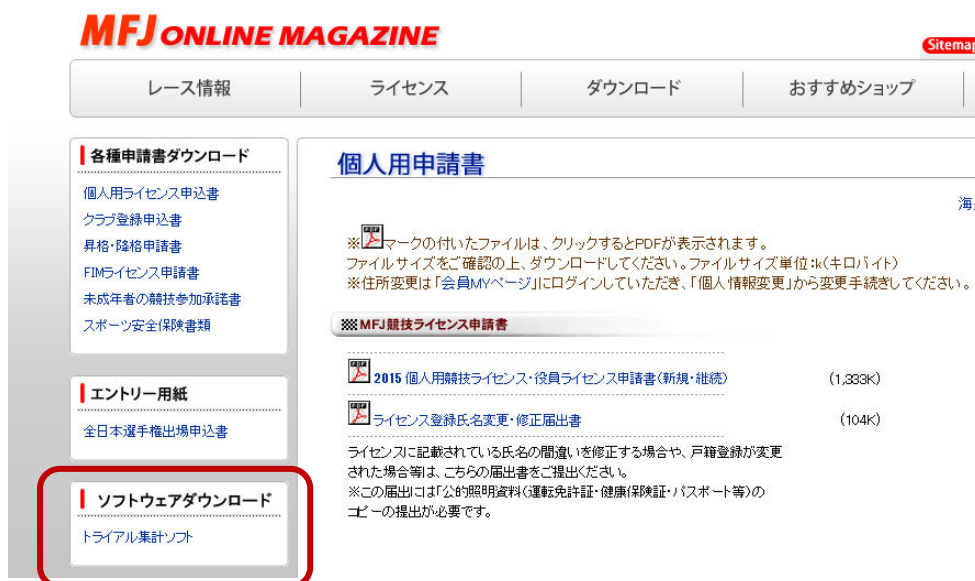 MFJ ONLINE MAGAZINE
Sitemap
レース情報
ライセンス
ダウンロード
おすすめショップ
各種申請書ダウンロード
個人用ライセンス申込書
クラブ登録申込書
昇格・降格申請書
FIMライセンス申請書
未成年者の競技参加承諾書
スポーツ安全保険書類
エントリー用紙
全日本選手権出場申込書
ソフトウェアダウンロード
トライアル集計ソフト
個人用申請書
海
※PDFマークの付いたファイルは、クリックするとPDFが表示されます。
ファイルサイズをご確認の上、ダウンロードしてください。ファイルサイズ単位:k(キロバイト)
※住所変更は「会員MYページ」にログインしていただき、「個人情報変更」から変更手続きしてください。
MFJ競技ライセンス申請書
PDF 2015 個人用競技ライセンス・役員ライセンス申請書(新規・継続) (1,333K)
PDF ライセンス登録氏名変更・修正届出書 (104K)
ライセンスに記載されている氏名の間違いを修正する場合や、戸籍登録が変更
された場合等は、こちらの届出書をご提出ください。
※この届出には「公的照明資料(運転免許証・健康保険証・パスポート等)の
コピーの提出が必要です。